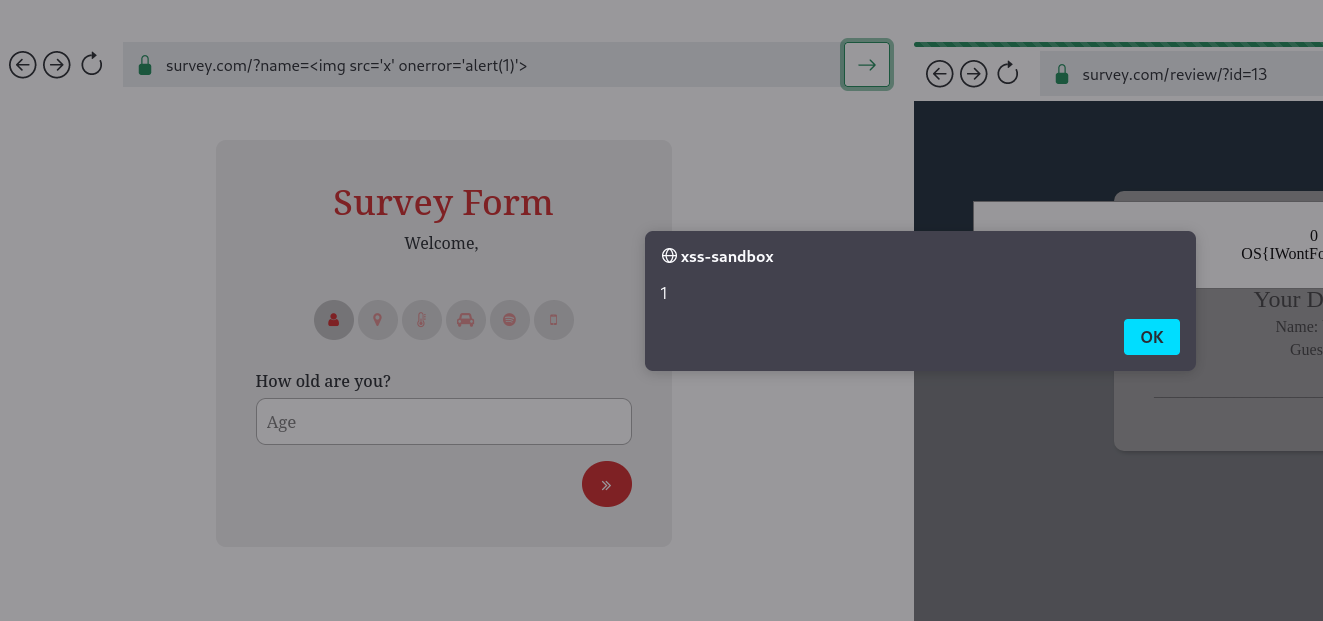 survey.com/?name=<img src='x' onerror='alert(1)'>
survey.com/review/?id=13
Survey Form
Welcome,
How old are you?
Age
xss-sandbox
1
OK
0
OS{IWontFo
Your D
Name:
Gues